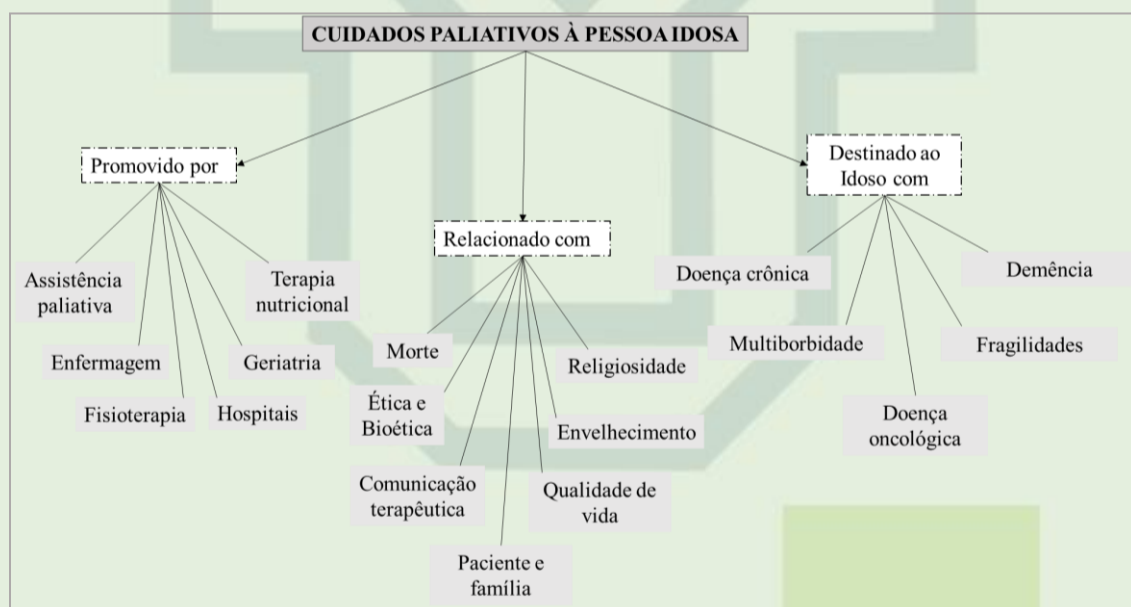 CUIDADOS PALIATIVOS À PESSOA IDOSA
Promovido por
Assistência
paliativa
Enfermagem
Fisioterapia
Hospitais
Geriatria
Terapia
nutricional
Relacionado com
Morte
Ética e
Bioética
Comunicação
terapêutica
Paciente e
família
Qualidade de
vida
Envelhecimento
Religiosidade
Destinado ao
Idoso com
Doença crônica
Multiborbidade
Doença
oncológica
Fragilidades
Demência